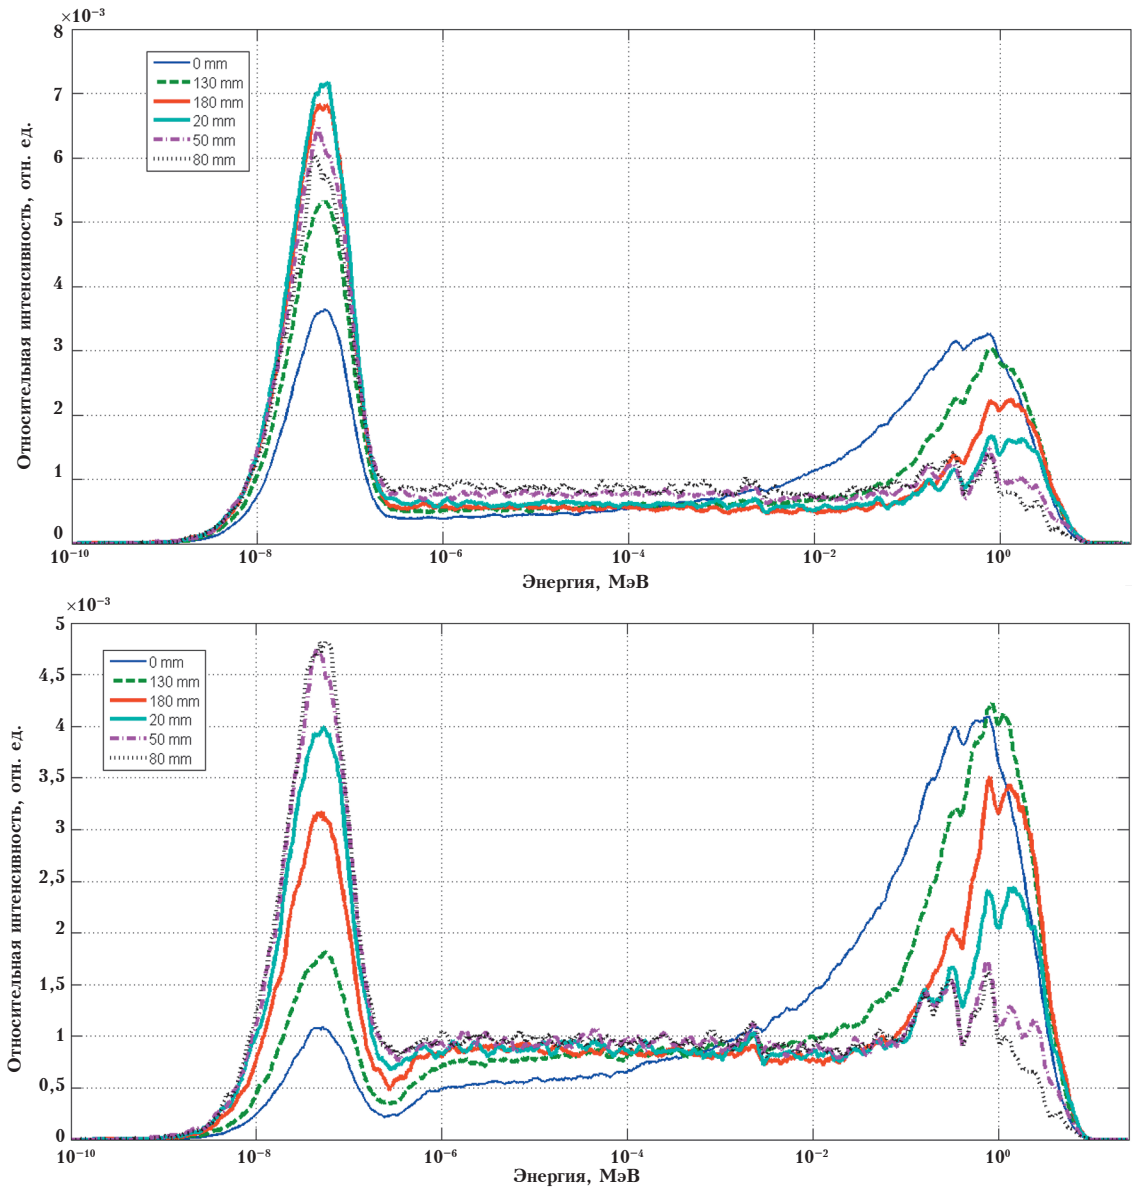 ×10⁻³
8
7
6
5
4
3
2
1
0
Относительная интенсивность, отн. ед.
0 mm
130 mm
180 mm
20 mm
50 mm
80 mm
10⁻¹⁰ 10⁻⁸ 10⁻⁶ 10⁻⁴ 10⁻² 10⁰
Энергия, МэВ
×10⁻³
5
4,5
4
3,5
3
2,5
2
1,5
1
0,5
0
Относительная интенсивность, отн. ед.
0 mm
130 mm
180 mm
20 mm
50 mm
80 mm
10⁻¹⁰ 10⁻⁸ 10⁻⁶ 10⁻⁴ 10⁻² 10⁰
Энергия, МэВ